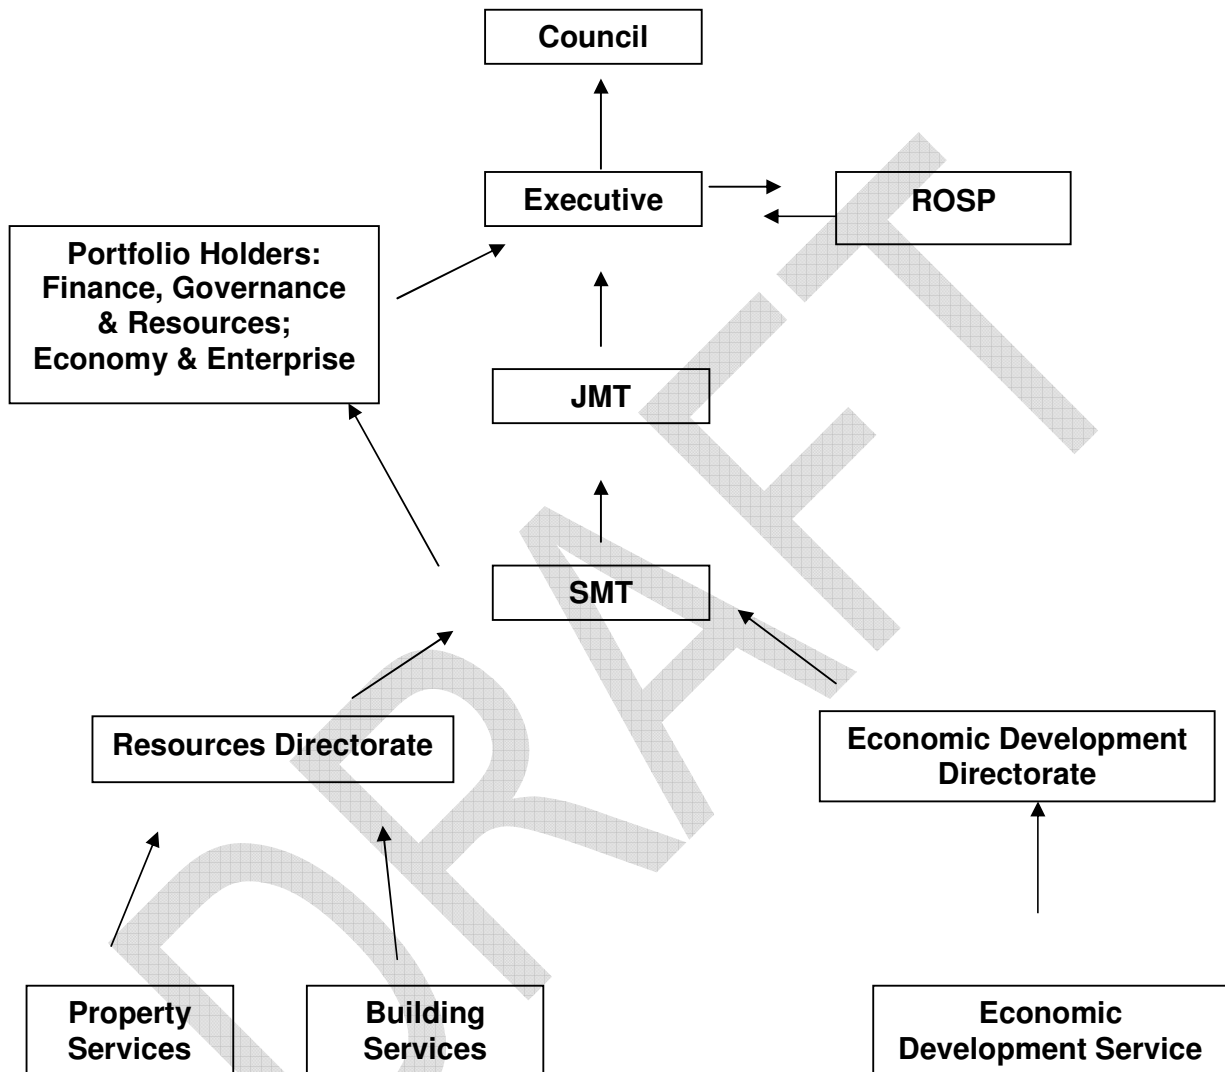 Council
Executive
ROSP
Portfolio Holders:
Finance, Governance
& Resources;
Economy & Enterprise
JMT
SMT
Resources Directorate
Economic Development
Directorate
Property
Services
Building
Services
Economic
Development Service
DRAFT